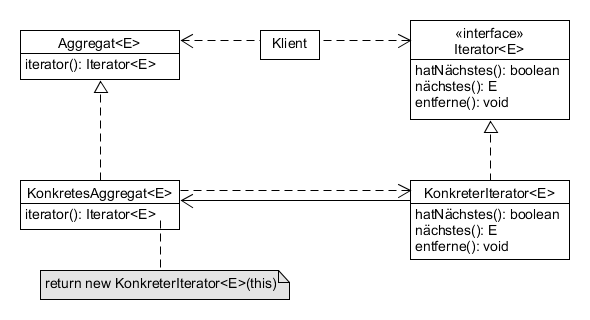 Aggregat<E>
iterator(): Iterator<E>
Klient
«interface»
Iterator<E>
hatNächstes(): boolean
nächstes(): E
entferne(): void
KonkretesAggregat<E>
iterator(): Iterator<E>
KonkreterIterator<E>
hatNächstes(): boolean
nächstes(): E
entferne(): void
return new KonkreterIterator<E>(this)